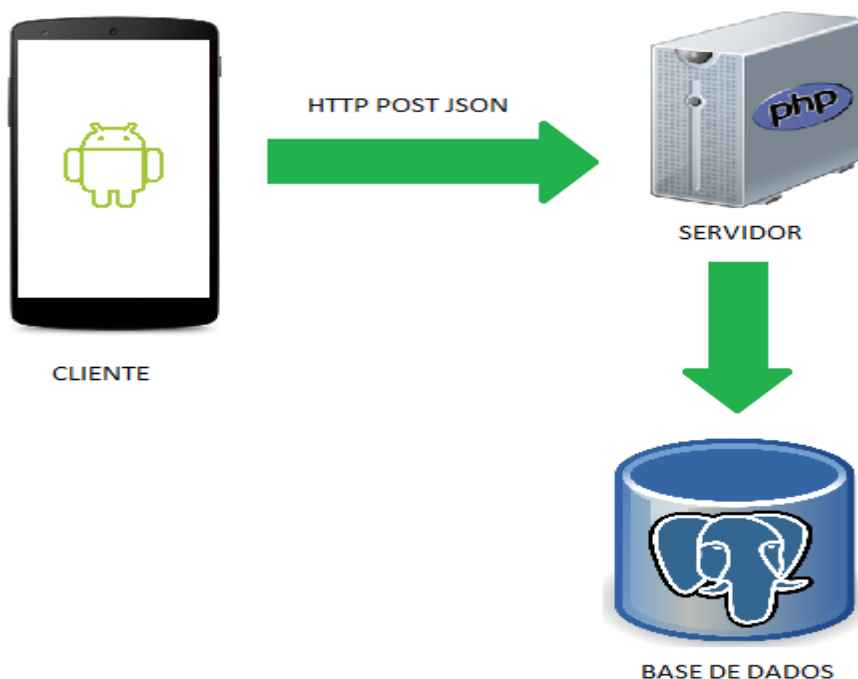 HTTP POST JSON
php
SERVIDOR
CLIENTE
BASE DE DADOS